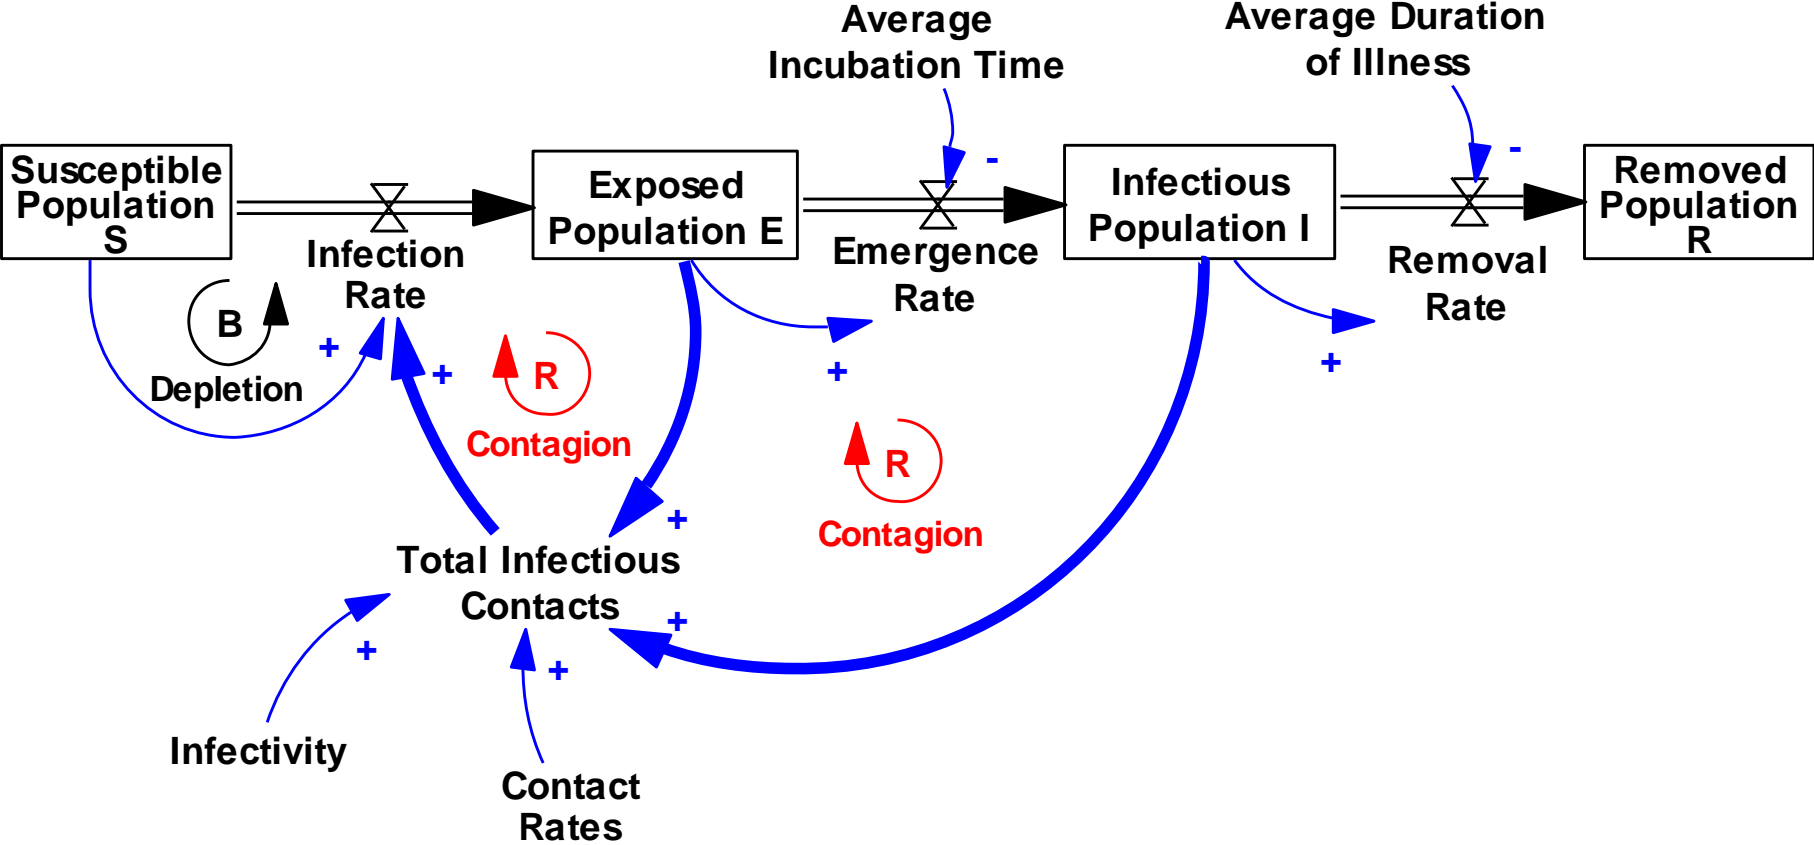 Average
Incubation Time
Average Duration
of Illness
-
-
Susceptible
Population
S
Infection
Rate
Exposed
Population E
Emergence
Rate
Infectious
Population I
Removal
Rate
Removed
Population
R
B
Depletion
+
+
R
Contagion
+
+
R
Contagion
+
Total Infectious
Contacts
+
+
+
Infectivity
Contact
Rates